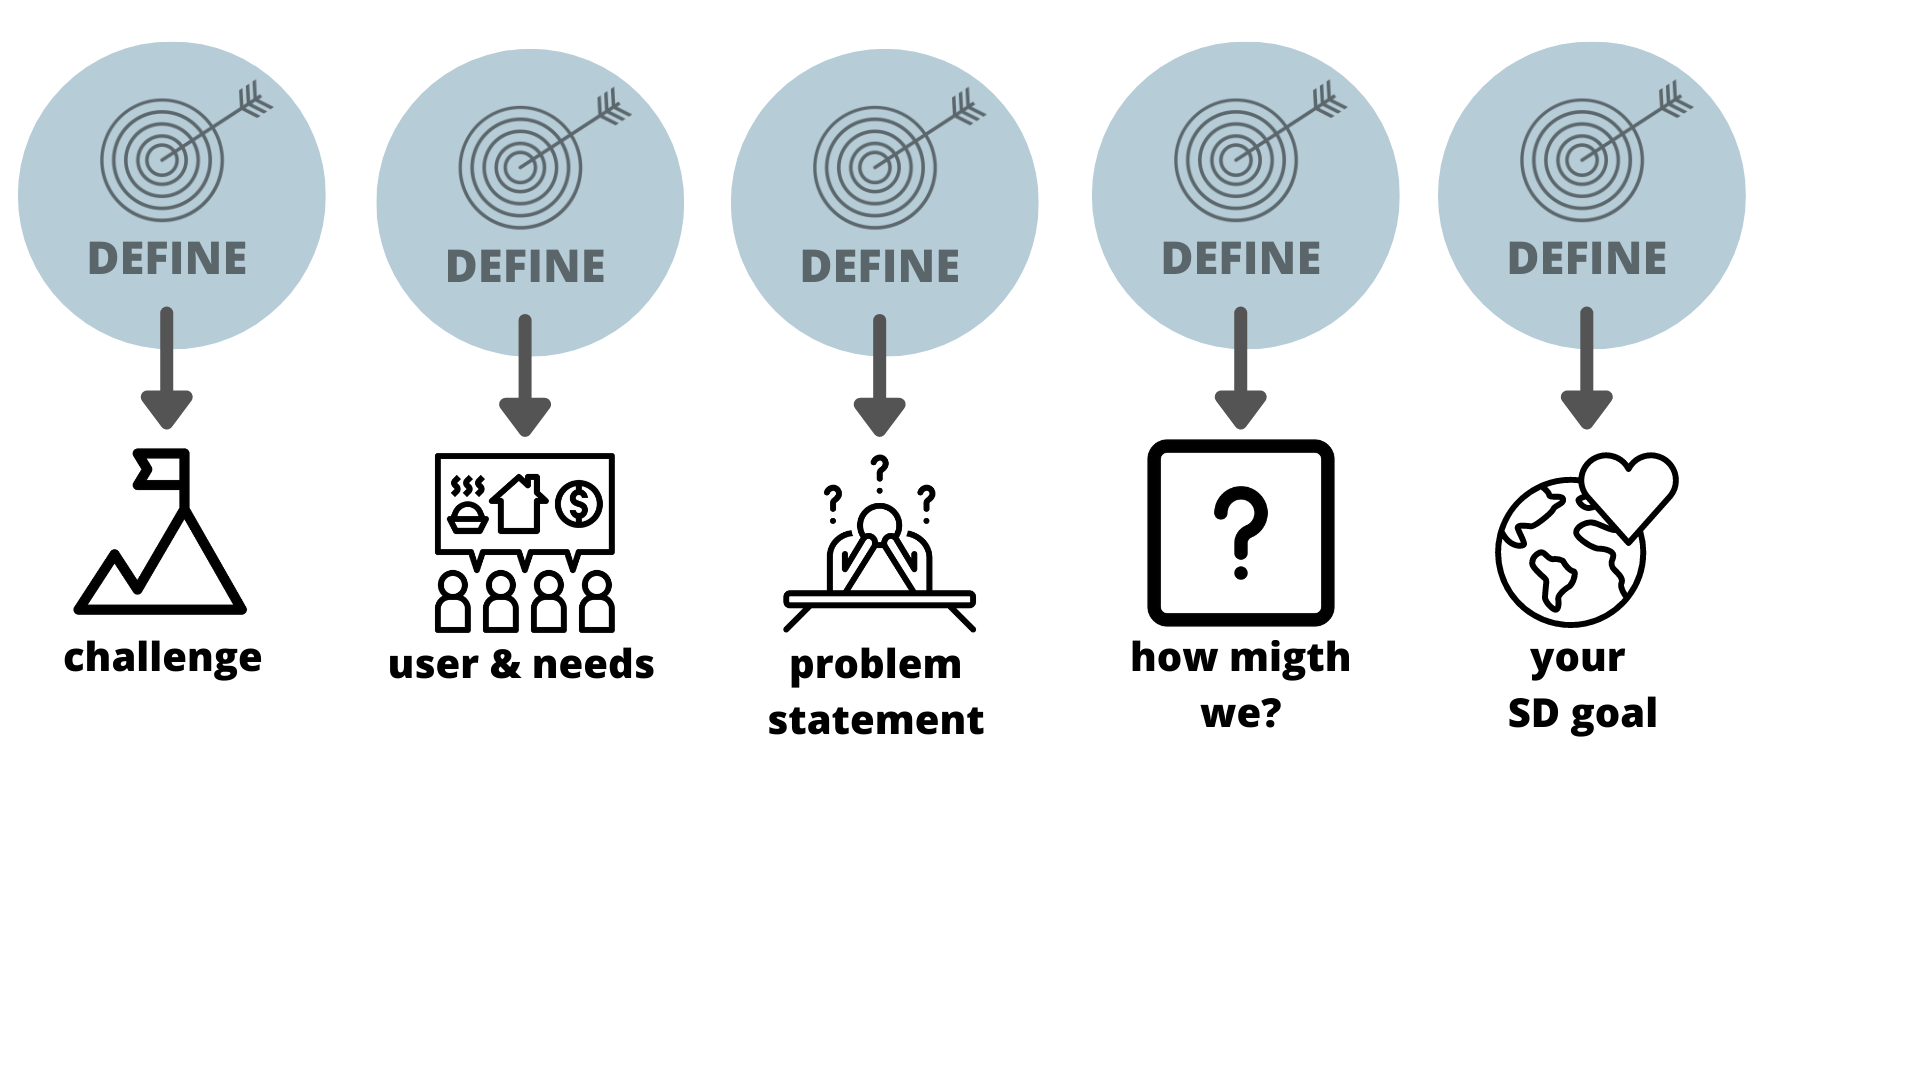 DEFINE
challenge
DEFINE
user & needs
DEFINE
problem
statement
DEFINE
how migth
we?
DEFINE
your
SD goal